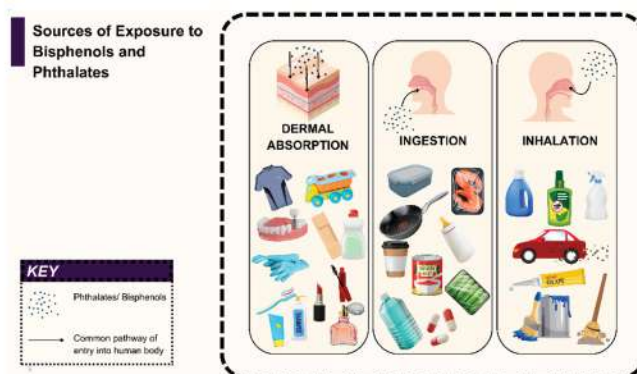 Sources of Exposure to
Bisphenols and
Phthalates
DERMAL
ABSORPTION
INGESTION
INHALATION
KEY
Phthalates/ Bisphenols
Common pathway of
entry into human body